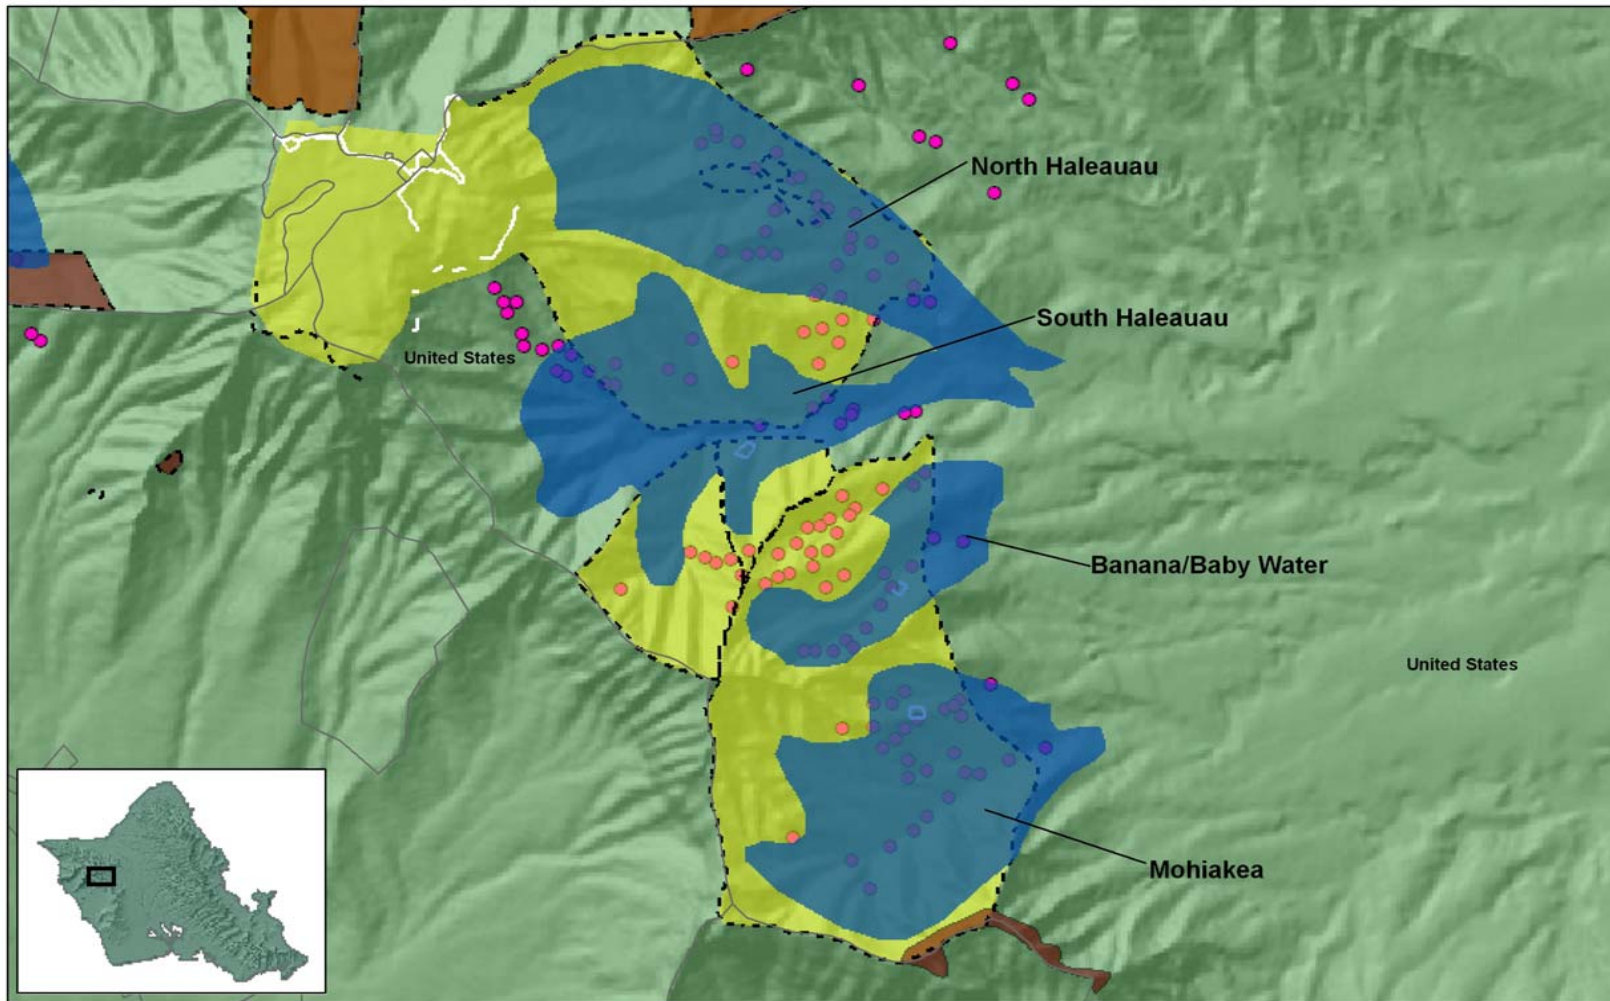 North Haleauau
South Haleauau
United States
Banana/Baby Water
United States
Mohiakea